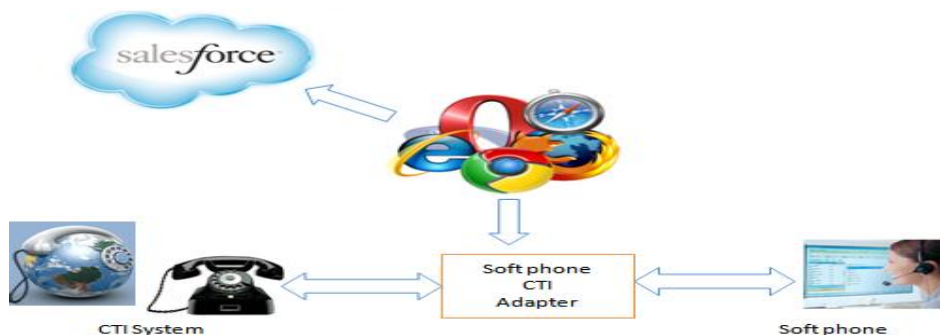 salesforce
Soft phone
CTI
Adapter
CTI System
Soft phone